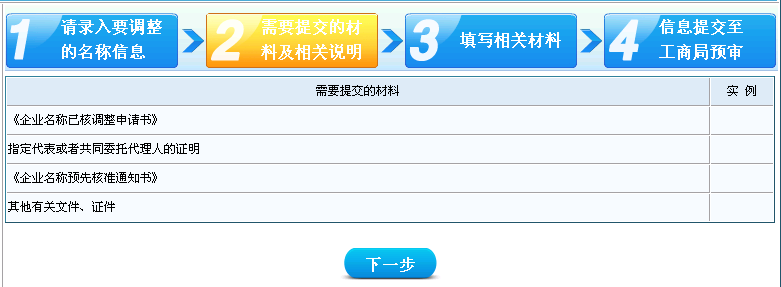 1 请录入要调整
的名称信息
2 需要提交的材
料及相关说明
3 填写相关材料
4 信息提交至
工商局预审
需要提交的材料 实 例
《企业名称已核调整申请书》
指定代表或者共同委托代理人的证明
《企业名称预先核准通知书》
其他有关文件、证件
下一步